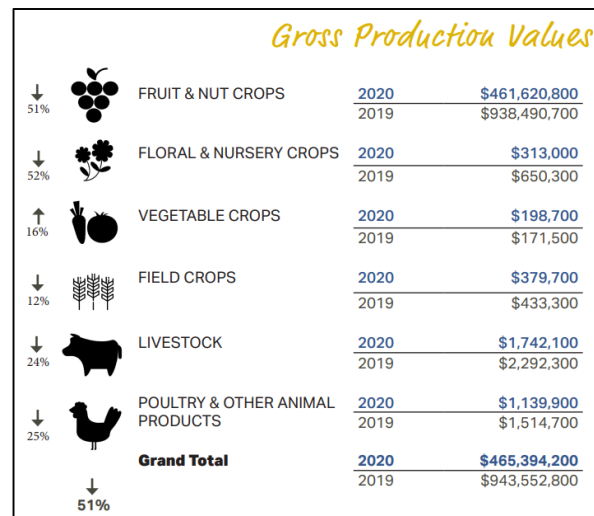 Gross Production Values
↓ 51% FRUIT & NUT CROPS 2020 $461,620,800
2019 $938,490,700
↓ 52% FLORAL & NURSERY CROPS 2020 $313,000
2019 $650,300
↑ 16% VEGETABLE CROPS 2020 $198,700
2019 $171,500
↓ 12% FIELD CROPS 2020 $379,700
2019 $433,300
↓ 24% LIVESTOCK 2020 $1,742,100
2019 $2,292,300
↓ 25% POULTRY & OTHER ANIMAL 2020 $1,139,900
PRODUCTS 2019 $1,514,700
Grand Total 2020 $465,394,200
2019 $943,552,800
↓ 51%